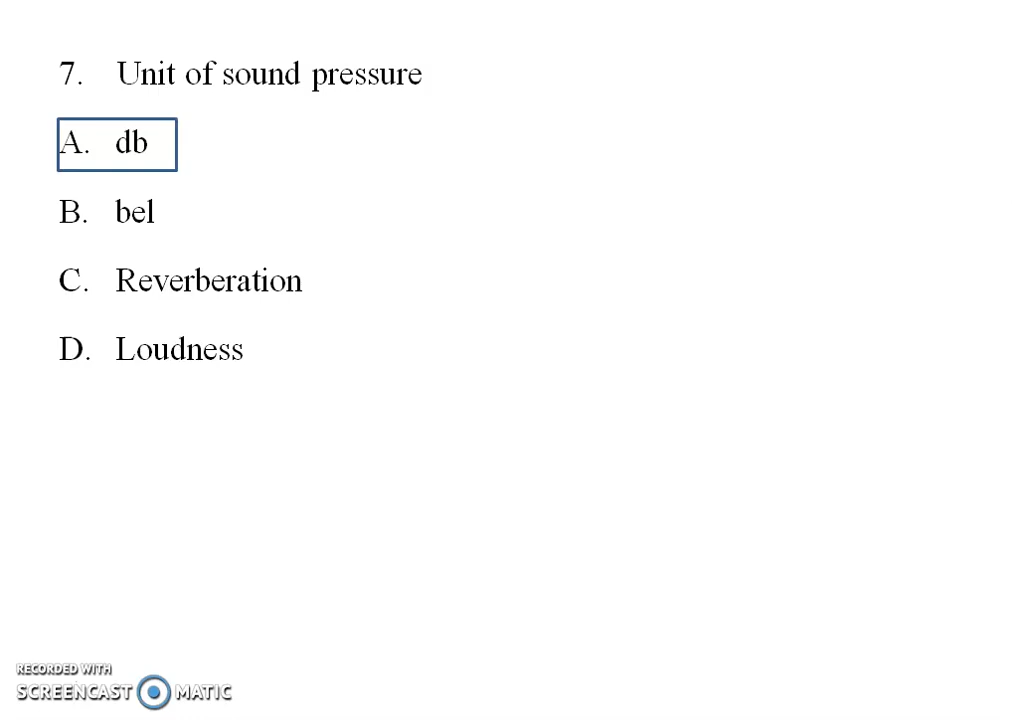 7. Unit of sound pressure
A. db
B. bel
C. Reverberation
D. Loudness
RECORDED WITH
SCREENCAST MATIC